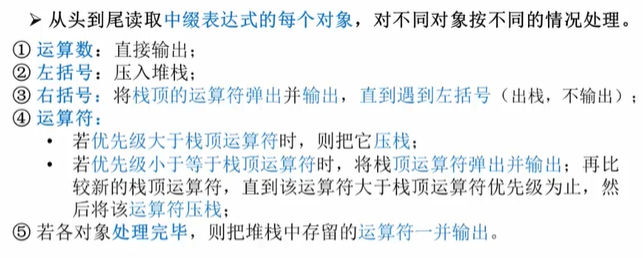 ➢ 从头到尾读取中缀表达式的每个对象，对不同对象按不同的情况处理。
① 运算数：直接输出；
② 左括号：压入堆栈；
③ 右括号：将栈顶的运算符弹出并输出，直到遇到左括号（出栈，不输出）；
④ 运算符：
• 若优先级大于栈顶运算符时，则把它压栈；
• 若优先级小于等于栈顶运算符时，将栈顶运算符弹出并输出；再比
较新的栈顶运算符，直到该运算符大于栈顶运算符优先级为止，然
后将该运算符压栈；
⑤ 若各对象处理完毕，则把堆栈中存留的运算符一并输出。